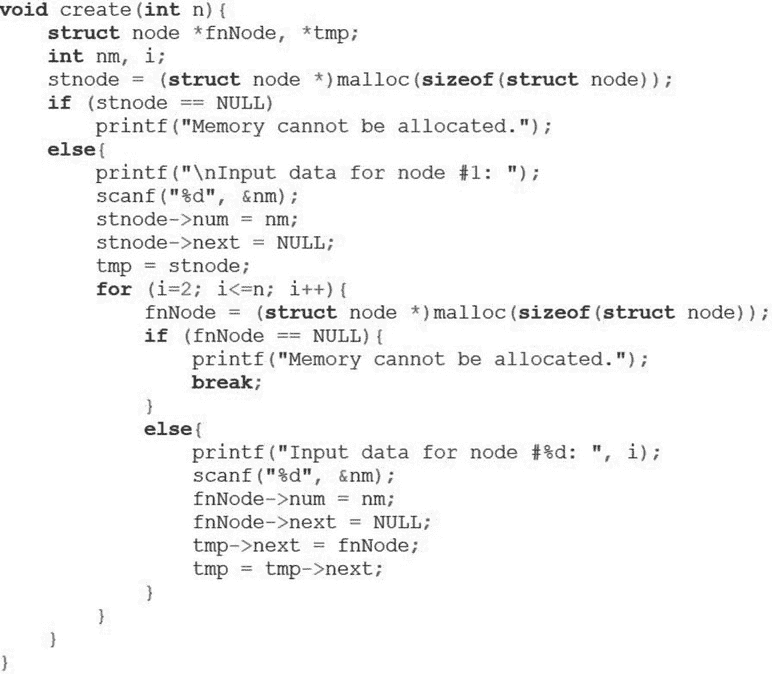 void create(int n){
    struct node *fnNode, *tmp;
    int nm, i;
    stnode = (struct node *)malloc(sizeof(struct node));
    if (stnode == NULL)
        printf("Memory cannot be allocated.");
    else{
        printf("\nInput data for node #1: ");
        scanf("%d", &nm);
        stnode->num = nm;
        stnode->next = NULL;
        tmp = stnode;
        for (i=2; i<=n; i++){
            fnNode = (struct node *)malloc(sizeof(struct node));
            if (fnNode == NULL){
                printf("Memory cannot be allocated.");
                break;
            }
            else{
                printf("Input data for node #%d: ", i);
                scanf("%d", &nm);
                fnNode->num = nm;
                fnNode->next = NULL;
                tmp->next = fnNode;
                tmp = tmp->next;
            }
        }
    }
}